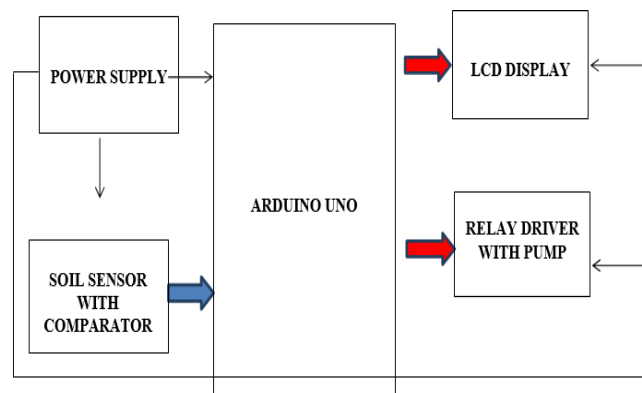 POWER SUPPLY
LCD DISPLAY
ARDUINO UNO
RELAY DRIVER
WITH PUMP
SOIL SENSOR
WITH
COMPARATOR